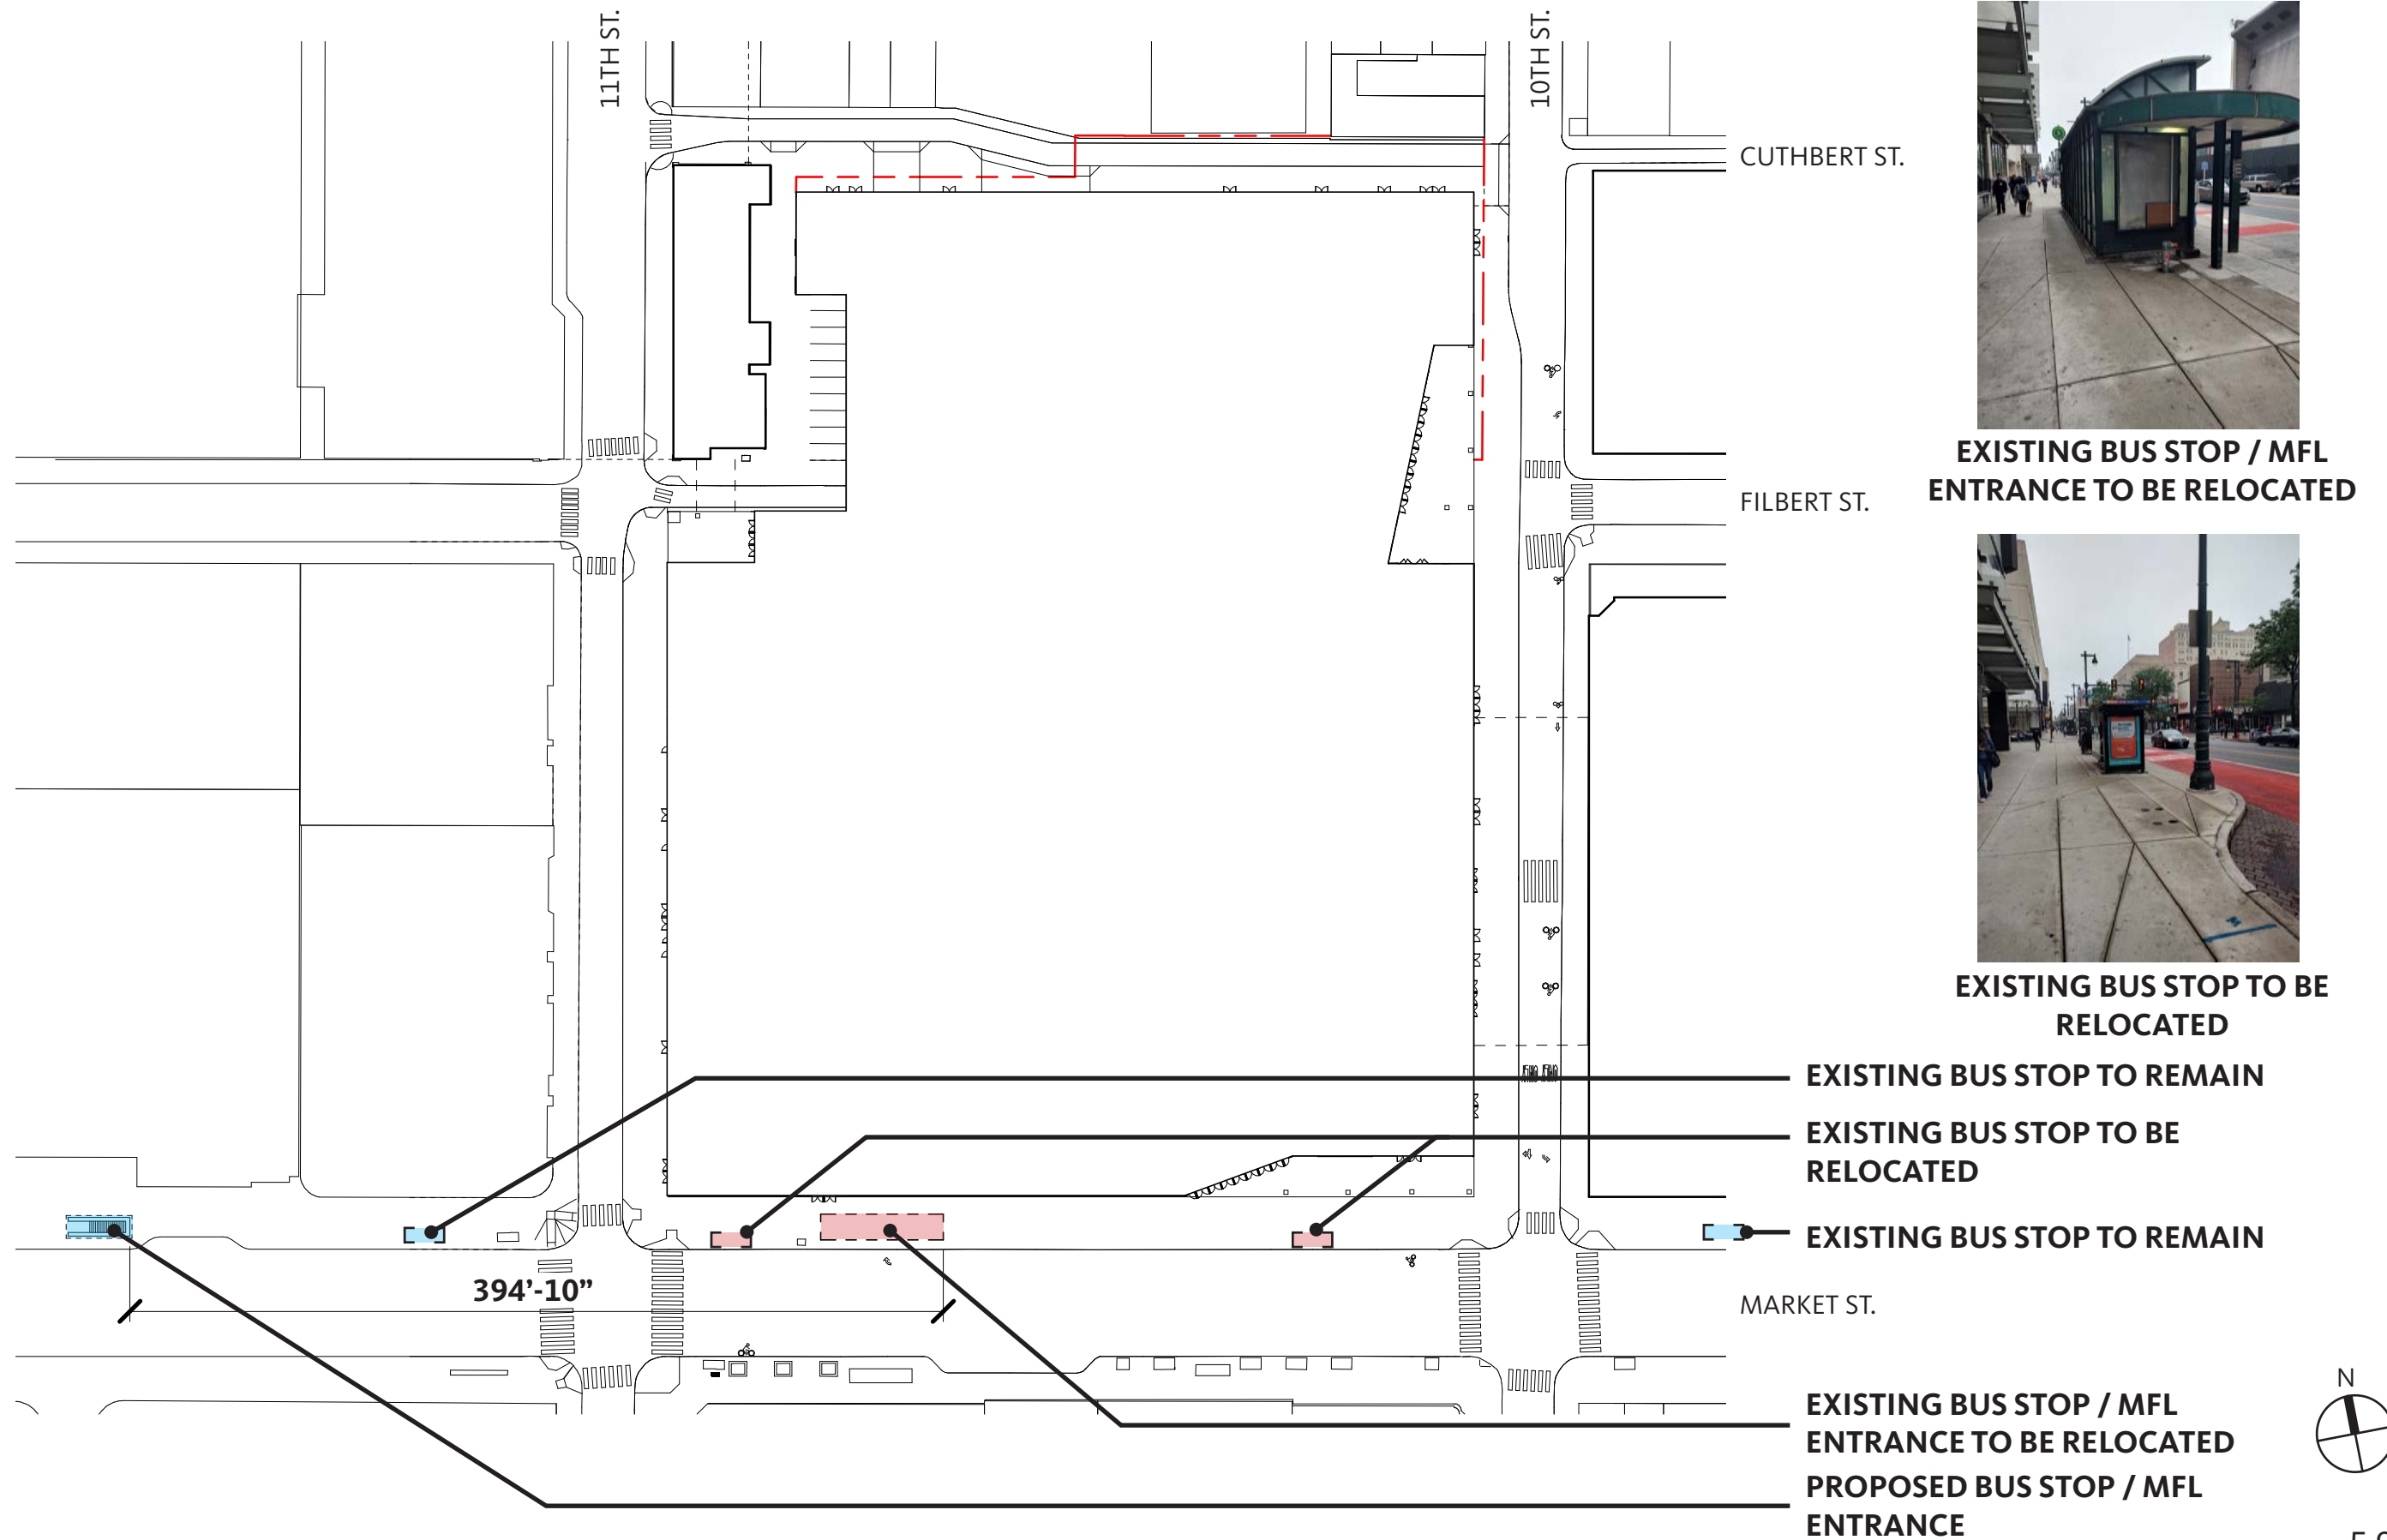 11TH ST.
10TH ST.
CUTHBERT ST.
EXISTING BUS STOP / MFL
ENTRANCE TO BE RELOCATED
FILBERT ST.
EXISTING BUS STOP TO BE
RELOCATED
EXISTING BUS STOP TO REMAIN
EXISTING BUS STOP TO BE
RELOCATED
EXISTING BUS STOP TO REMAIN
394'-10”
MARKET ST.
N
EXISTING BUS STOP / MFL
ENTRANCE TO BE RELOCATED
PROPOSED BUS STOP / MFL
ENTRANCE